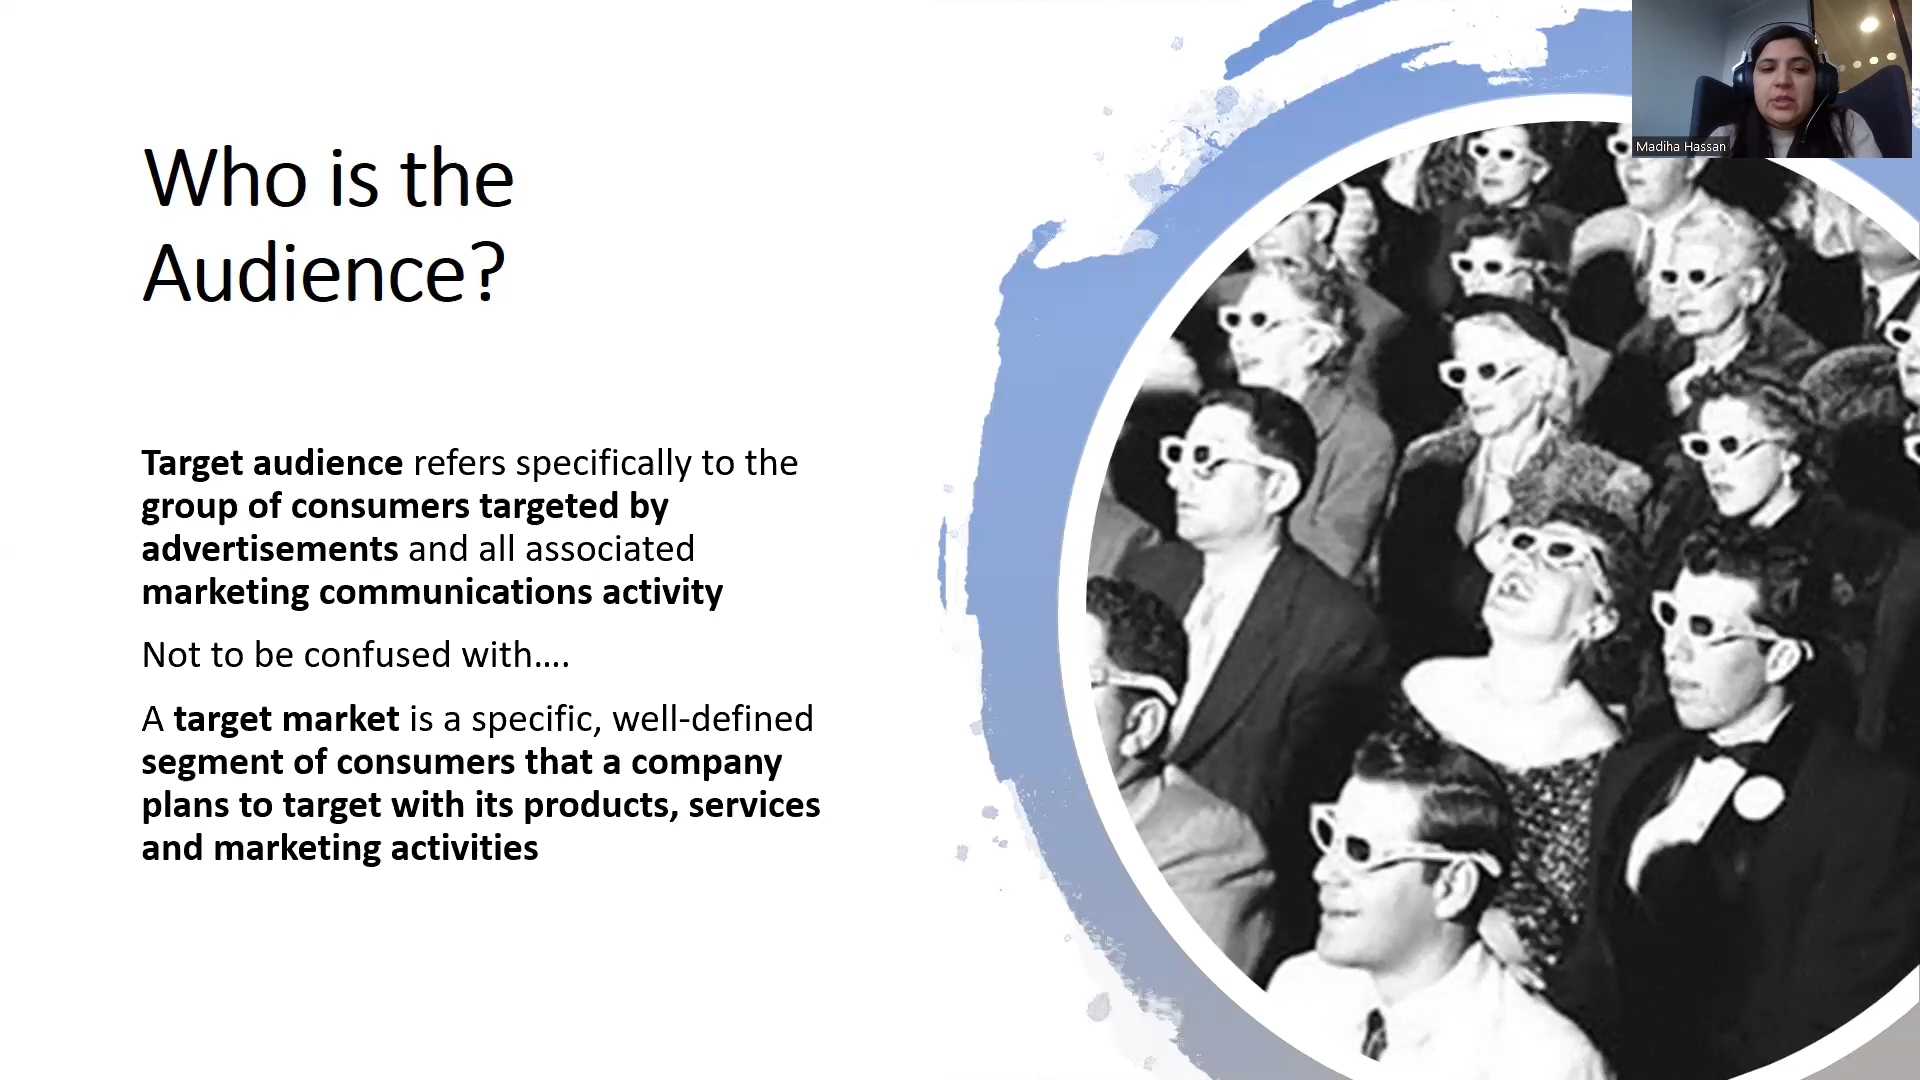 Who is the
Audience?
Target audience refers specifically to the
group of consumers targeted by
advertisements and all associated
marketing communications activity
Not to be confused with....
A target market is a specific, well-defined
segment of consumers that a company
plans to target with its products, services
and marketing activities
Madiha Hassan